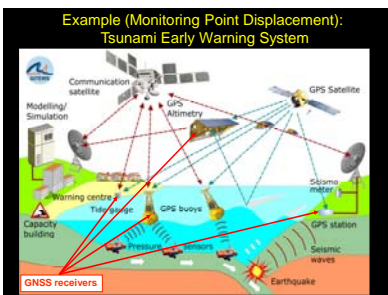 Example (Monitoring Point Displacement):
Tsunami Early Warning System
Communication
satellite
GPS
Altimetry
GPS Satellite
Modelling/
Simulation
Seismo
meter
Warning centre
Tide gauge
GPS buoys
GPS station
Capacity
building
Pressure
sensors
Seismic
waves
GNSS receivers
Earthquake